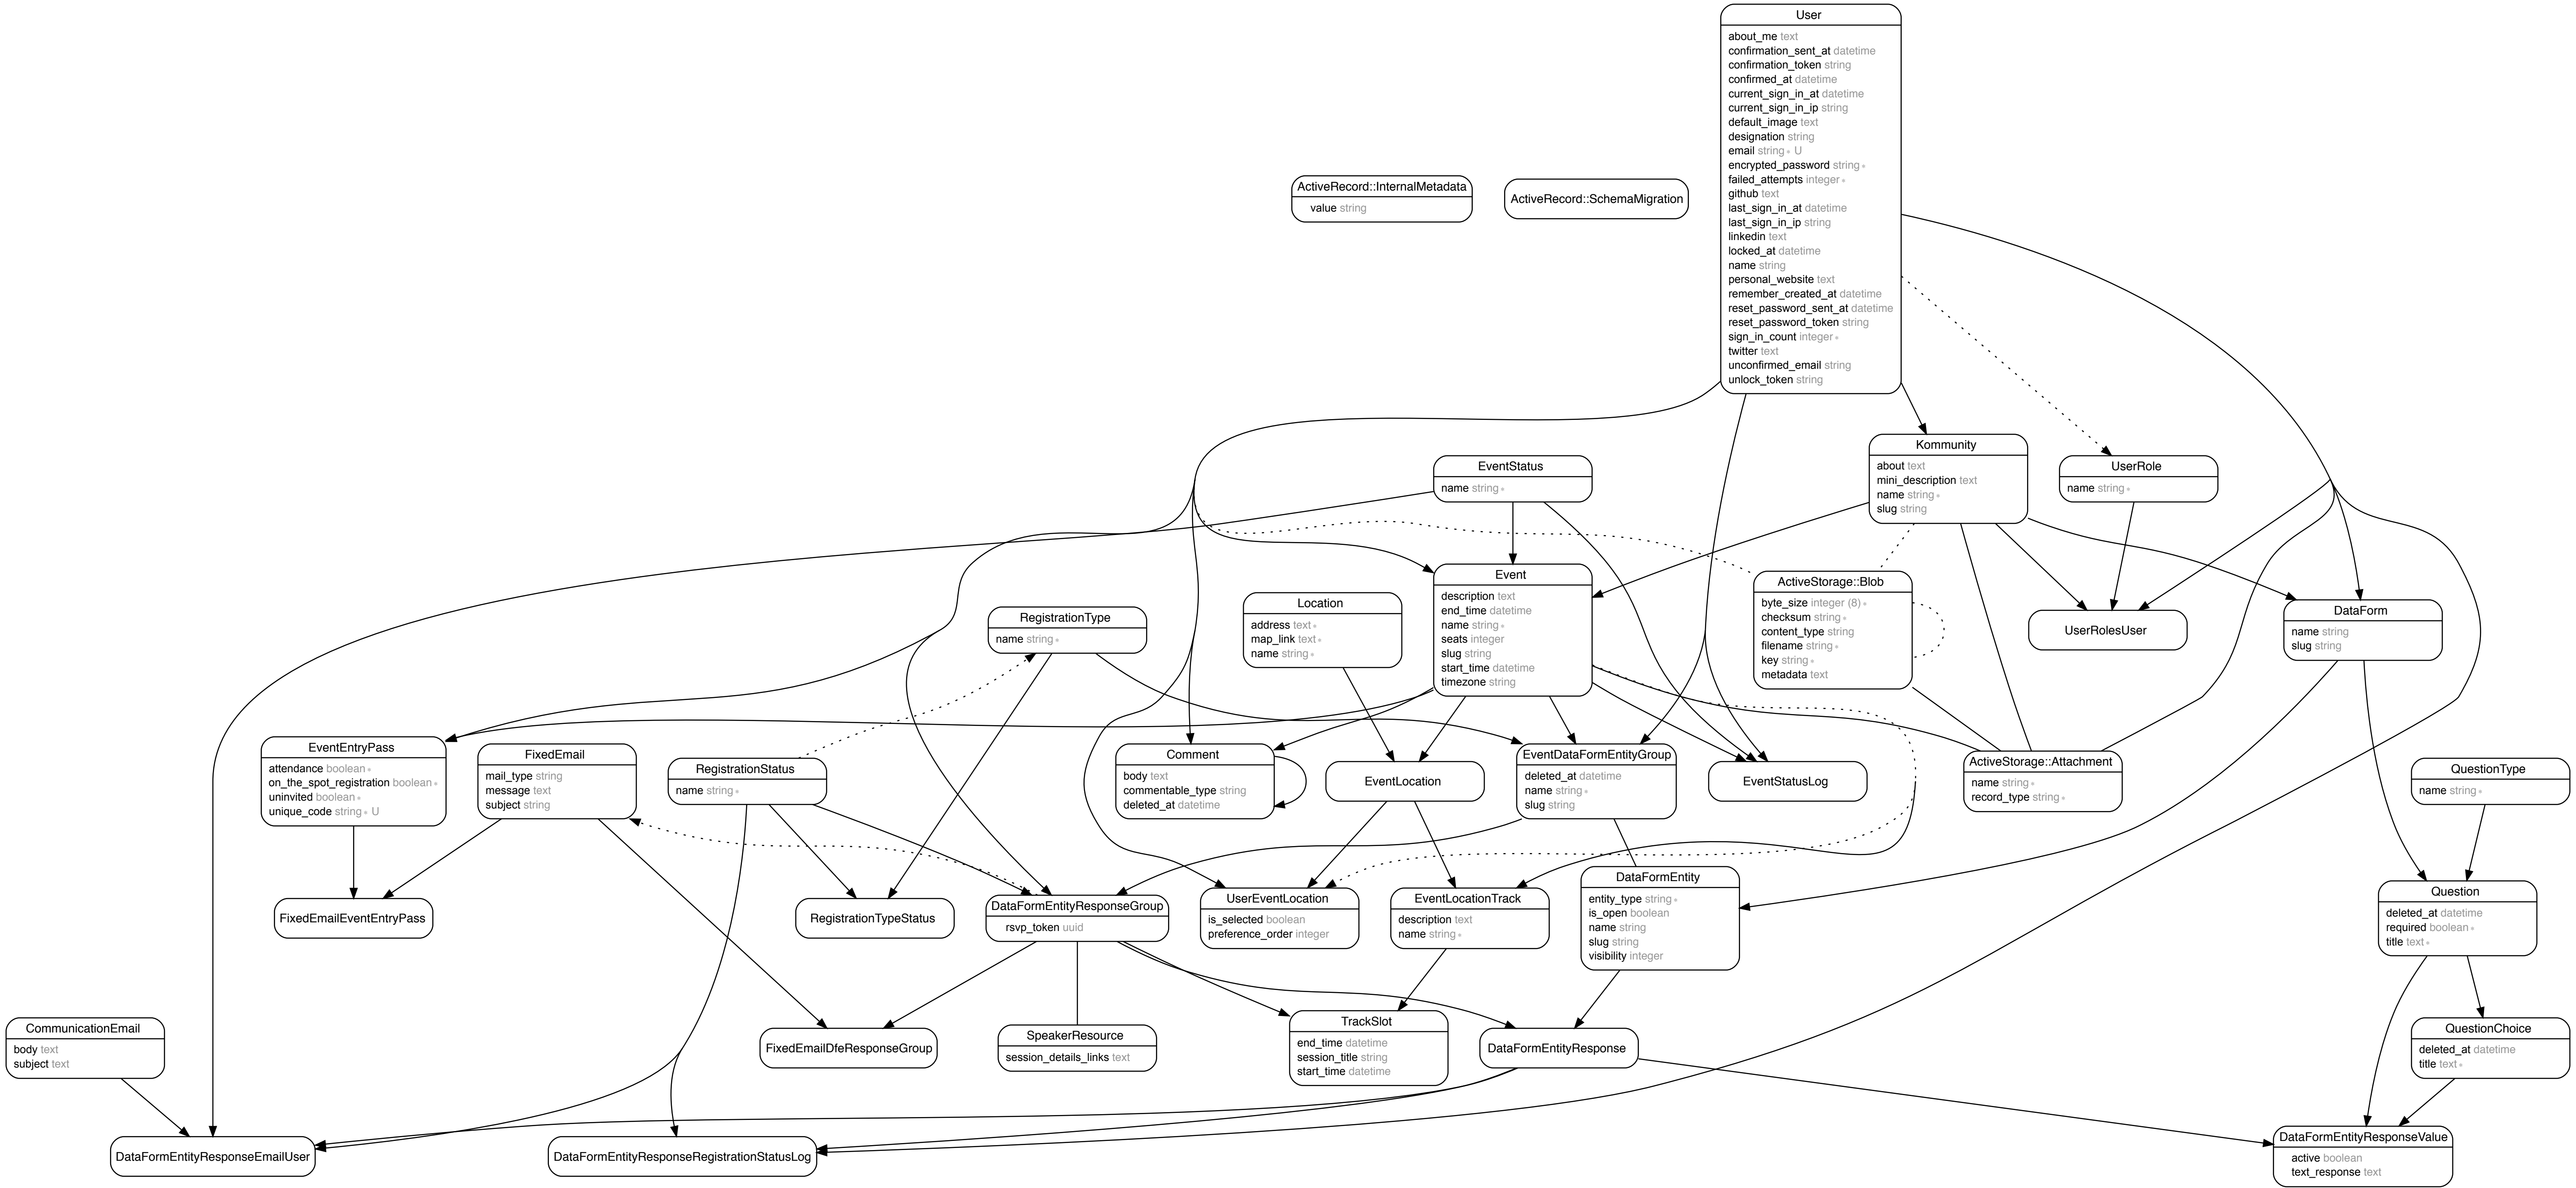 User
about_me text
confirmation_sent_at datetime
confirmation_token string
confirmed_at datetime
current_sign_in_at datetime
current_sign_in_ip string
default_image text
designation string
email string ∗ U
encrypted_password string ∗
failed_attempts integer ∗
github text
last_sign_in_at datetime
last_sign_in_ip string
linkedin text
locked_at datetime
name string
personal_website text
remember_created_at datetime
reset_password_sent_at datetime
reset_password_token string
sign_in_count integer ∗
twitter text
unconfirmed_email string
unlock_token string
ActiveRecord::InternalMetadata
value string
ActiveRecord::SchemaMigration
Kommunity
about text
mini_description text
name string ∗
slug string
EventStatus
name string ∗
UserRole
name string ∗
Event
description text
end_time datetime
name string ∗
seats integer
slug string
start_time datetime
timezone string
ActiveStorage::Blob
byte_size integer (8) ∗
checksum string ∗
content_type string
filename string ∗
key string ∗
metadata text
Location
address text ∗
map_link text ∗
name string ∗
RegistrationType
name string ∗
UserRolesUser
DataForm
name string
slug string
EventEntryPass
attendance boolean ∗
on_the_spot_registration boolean ∗
uninvited boolean ∗
unique_code string ∗ U
FixedEmail
mail_type string
message text
subject string
RegistrationStatus
name string ∗
Comment
body text
commentable_type string
deleted_at datetime
EventLocation
EventDataFormEntityGroup
deleted_at datetime
name string ∗
slug string
EventStatusLog
ActiveStorage::Attachment
name string ∗
record_type string ∗
QuestionType
name string ∗
FixedEmailEventEntryPass
RegistrationTypeStatus
DataFormEntityResponseGroup
rsvp_token uuid
UserEventLocation
is_selected boolean
preference_order integer
EventLocationTrack
description text
name string ∗
DataFormEntity
entity_type string ∗
is_open boolean
name string
slug string
visibility integer
Question
deleted_at datetime
required boolean ∗
title text ∗
CommunicationEmail
body text
subject text
FixedEmailDfeResponseGroup
SpeakerResource
session_details_links text
TrackSlot
end_time datetime
session_title string
start_time datetime
DataFormEntityResponse
QuestionChoice
deleted_at datetime
title text ∗
DataFormEntityResponseEmailUser
DataFormEntityResponseRegistrationStatusLog
DataFormEntityResponseValue
active boolean
text_response text